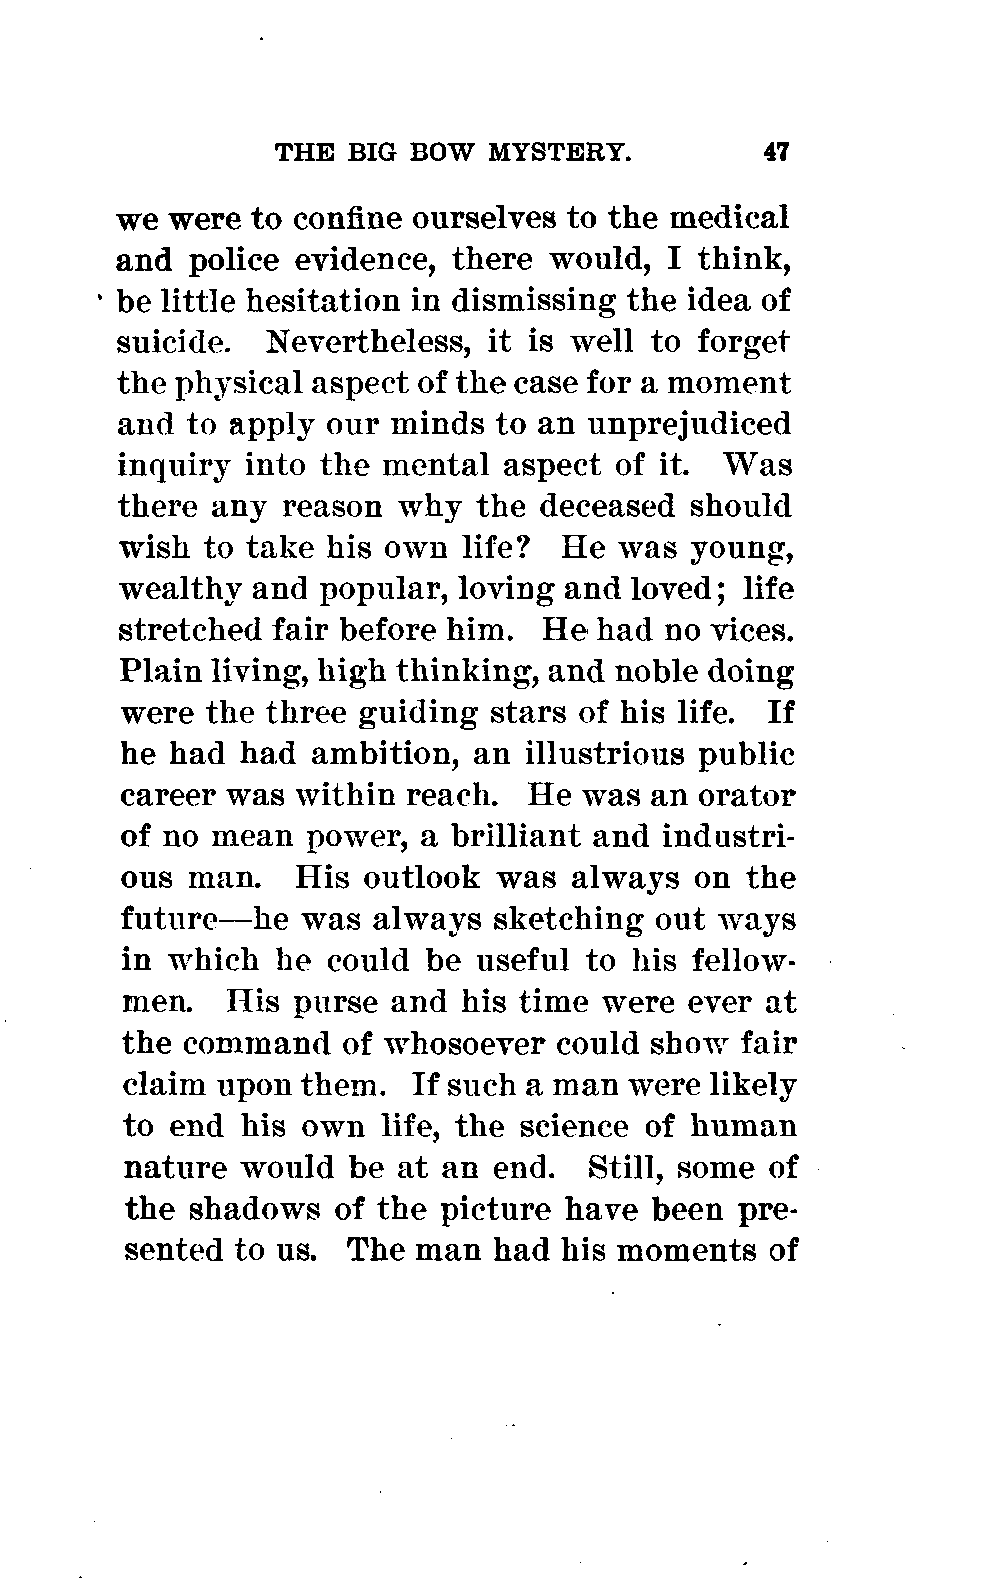 THE BIG BOW MYSTERY. 47
we were to confine ourselves to the medical
and police evidence, there would, I think,
be little hesitation in dismissing the idea of
suicide. Nevertheless, it is well to forget
the physical aspect of the case for a moment
and to apply our minds to an unprejudiced
inquiry into the mental aspect of it. Was
there any reason why the deceased should
wish to take his own life? He was young,
wealthy and popular, loving and loved; life
stretched fair before him. He had no vices.
Plain living, high thinking, and noble doing
were the three guiding stars of his life. If
he had had ambition, an illustrious public
career was within reach. He was an orator
of no mean power, a brilliant and industri-
ous man. His outlook was always on the
future—he was always sketching out ways
in which he could be useful to his fellow-
men. His purse and his time were ever at
the command of whosoever could show fair
claim upon them. If such a man were likely
to end his own life, the science of human
nature would be at an end. Still, some of
the shadows of the picture have been pre-
sented to us. The man had his moments of